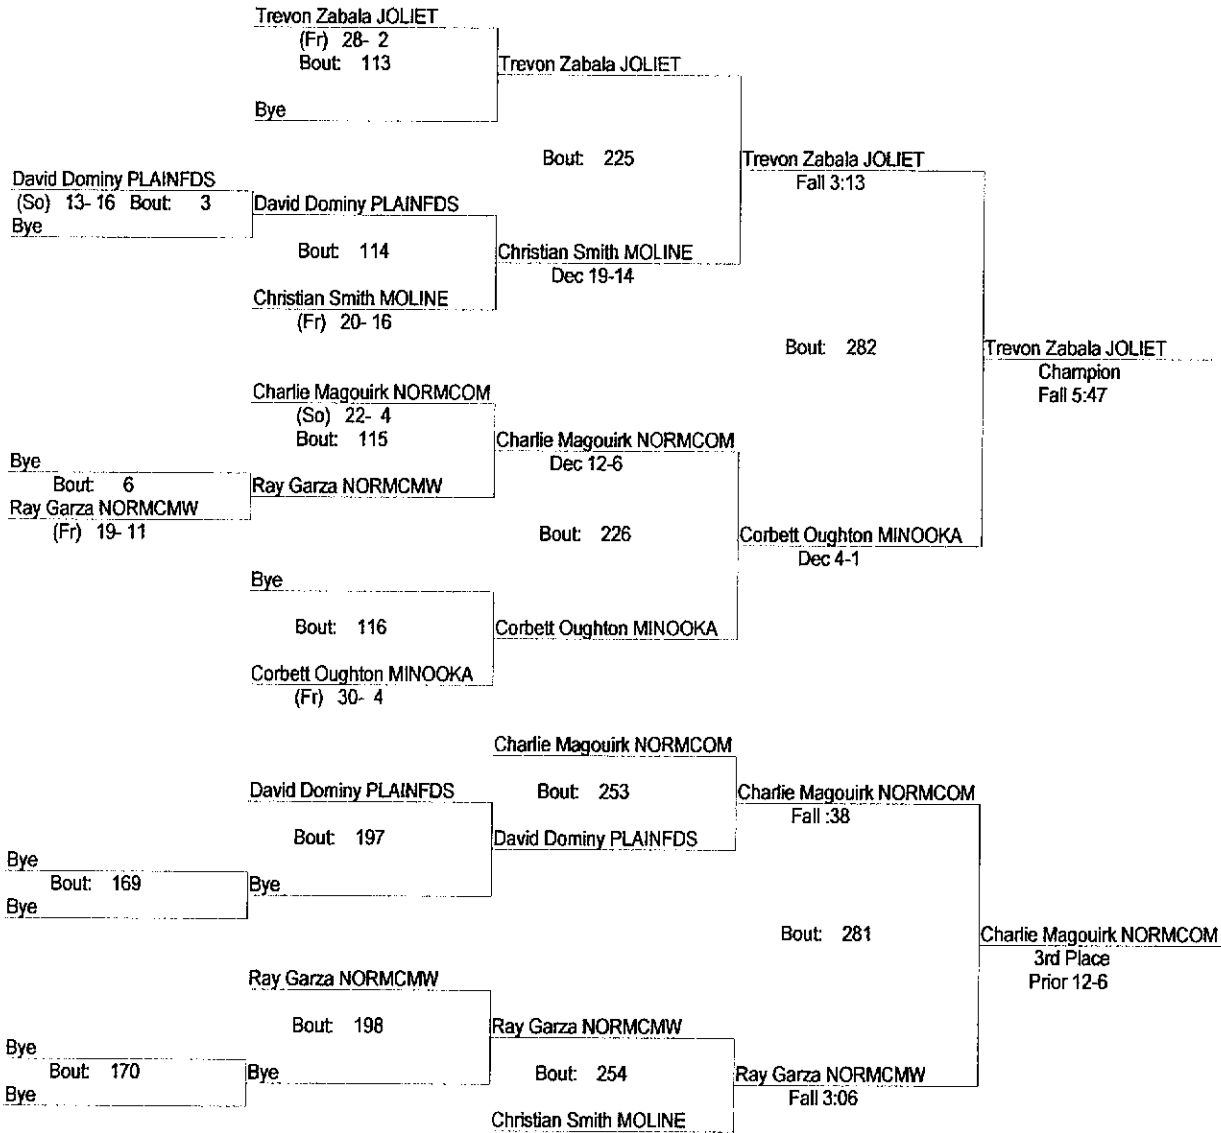 Trevon Zabala JOLIET
(Fr) 28- 2
Bout: 113
Trevon Zabala JOLIET
Bye
Bout: 225
Trevon Zabala JOLIET
Fall 3:13
David Dominy PLAINFDS
(So) 13- 16 Bout: 3
Bye
David Dominy PLAINFDS
Bout: 114
Christian Smith MOLINE
Dec 19-14
Christian Smith MOLINE
(Fr) 20- 16
Bout: 282
Trevon Zabala JOLIET
Champion
Fall 5:47
Charlie Magouirk NORMCOM
(So) 22- 4
Bout: 115
Charlie Magouirk NORMCOM
Dec 12-6
Bye
Bout: 6
Ray Garza NORMCMW
Ray Garza NORMCMW
(Fr) 19- 11
Bout: 226
Corbett Oughton MINOOKA
Dec 4-1
Bye
Bout: 116
Corbett Oughton MINOOKA
Corbett Oughton MINOOKA
(Fr) 30- 4
Charlie Magouirk NORMCOM
David Dominy PLAINFDS
Bout: 253
Charlie Magouirk NORMCOM
Fall :38
Bout: 197
David Dominy PLAINFDS
Bye
Bout: 169
Bye
Bye
Bout: 281
Charlie Magouirk NORMCOM
3rd Place
Prior 12-6
Ray Garza NORMCMW
Bout: 198
Ray Garza NORMCMW
Bye
Bout: 170
Bye
Bye
Bout: 254
Ray Garza NORMCMW
Fall 3:06
Christian Smith MOLINE